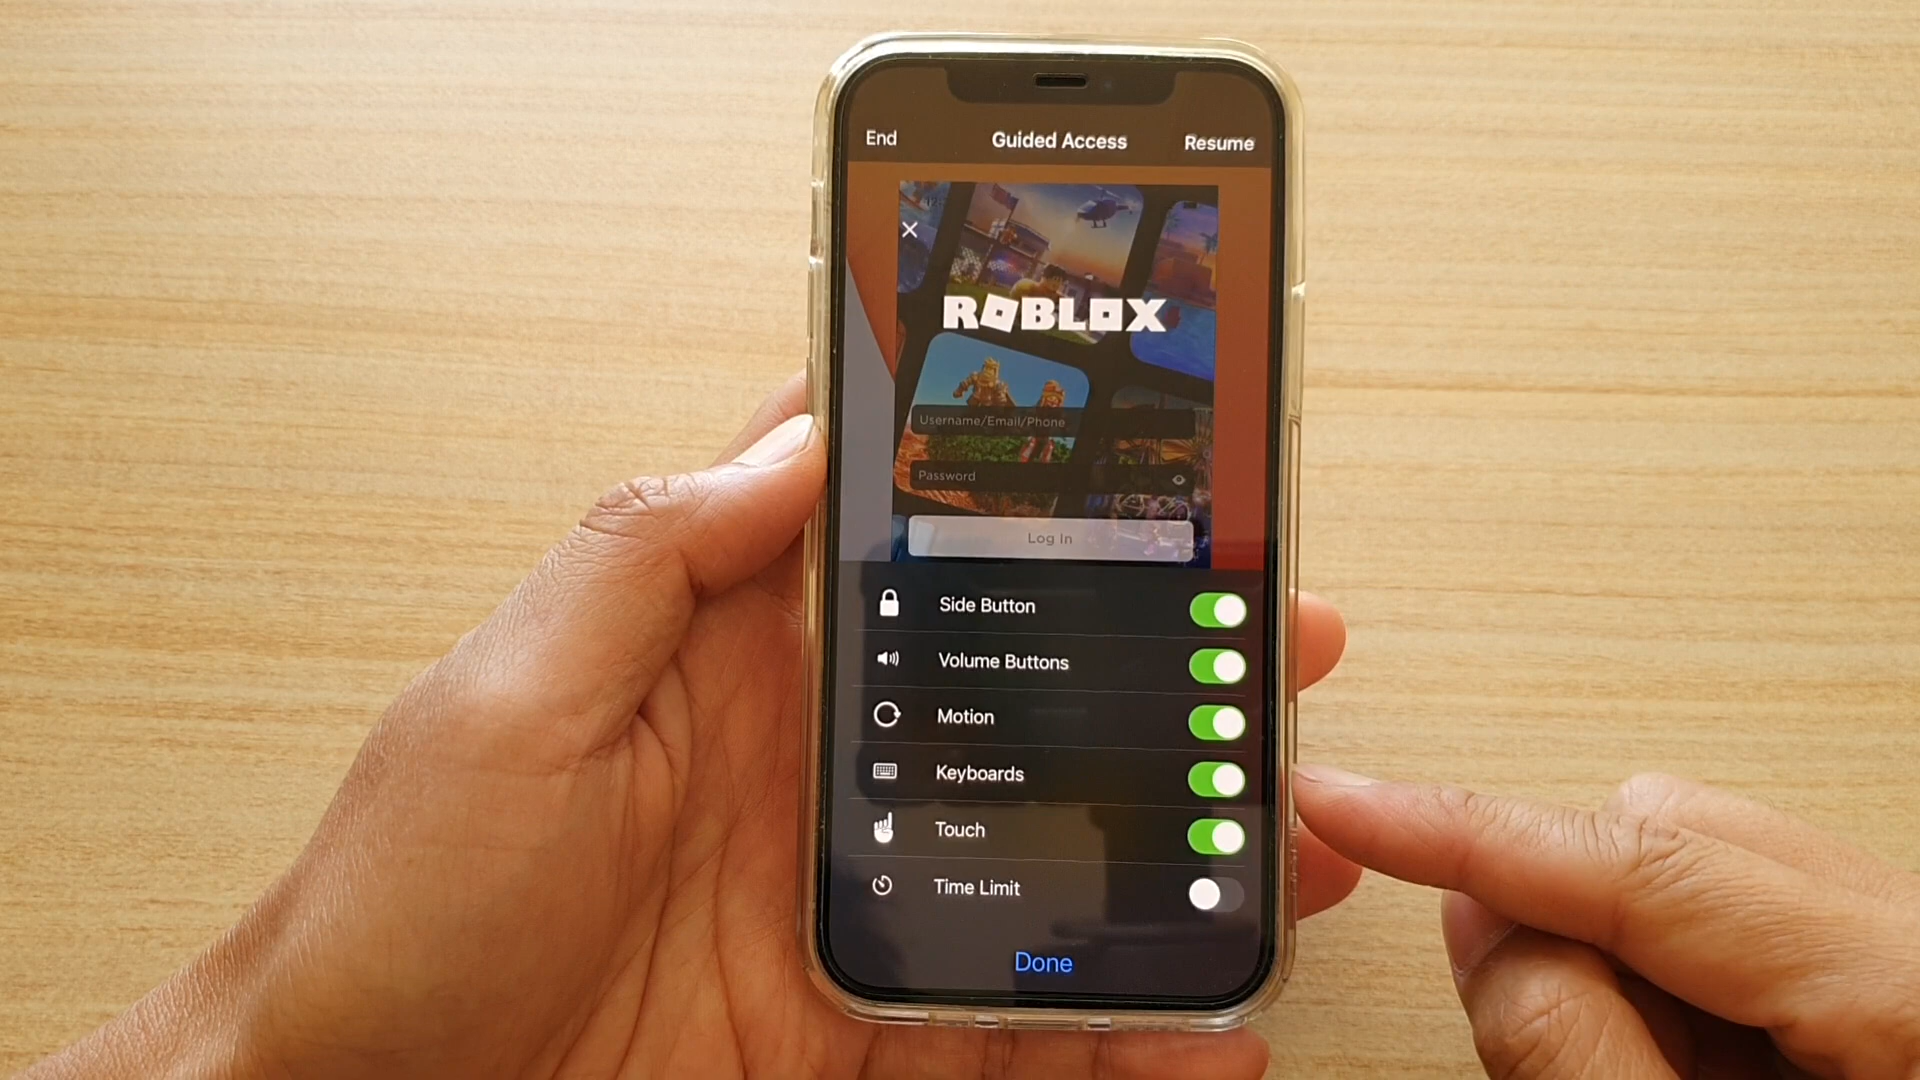 End
Guided Access
Resume
ROBLOX
Username/Email/Phone
Password
Log In
Side Button
Volume Buttons
Motion
Keyboards
Touch
Time Limit
Done